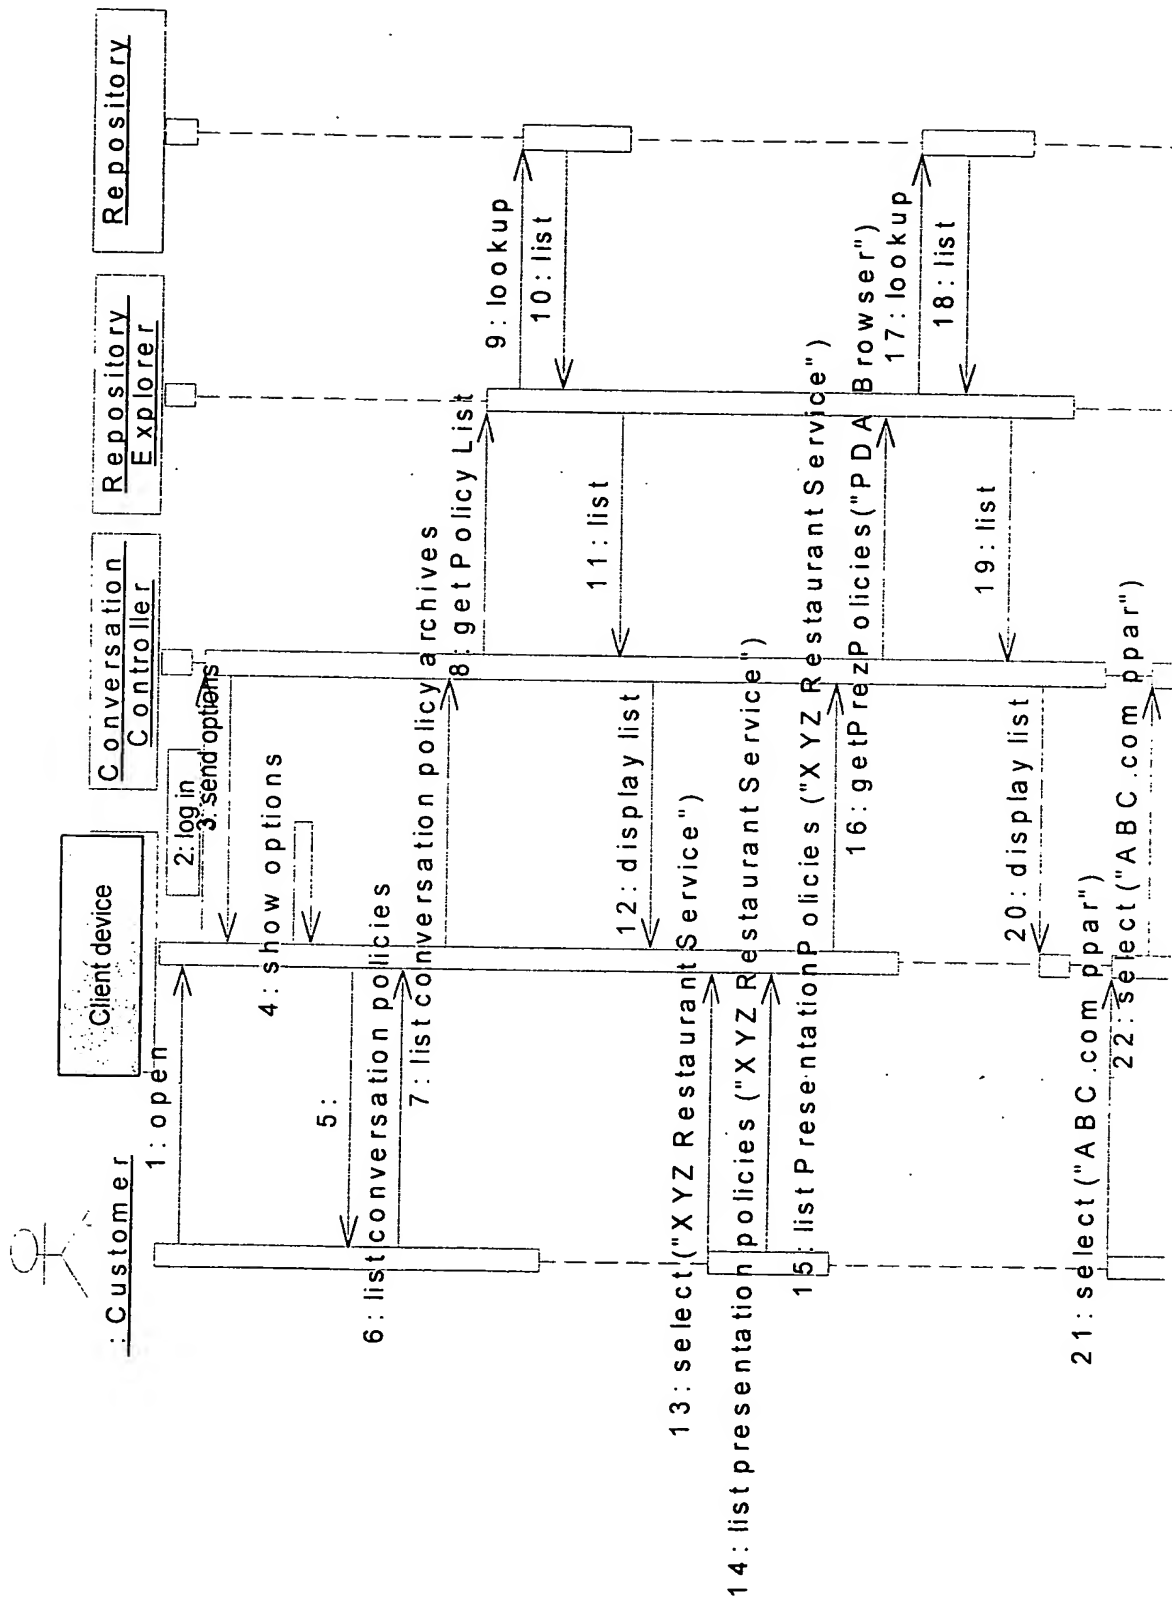 : Customer
Client device
Conversation
Controller
Repository
Explorer
Repository
1: open
2: log in
3: send options
4: show options
5:
6: list conversation policies
7: list conversation policy archives
8: getPolicy List
9: lookup
10: list
11: list
12: display list
13: select ("XYZ Restaurant Service")
14: list presentation policies ("XYZ Restaurant Service")
15: listPresentationPolicies ("XYZ Restaurant Service")
16: getPrezPolicies("PDA Browser")
17: lookup
18: list
19: list
20: display list
21: select ("ABC.com ppar")
22: select ("ABC.com ppar")